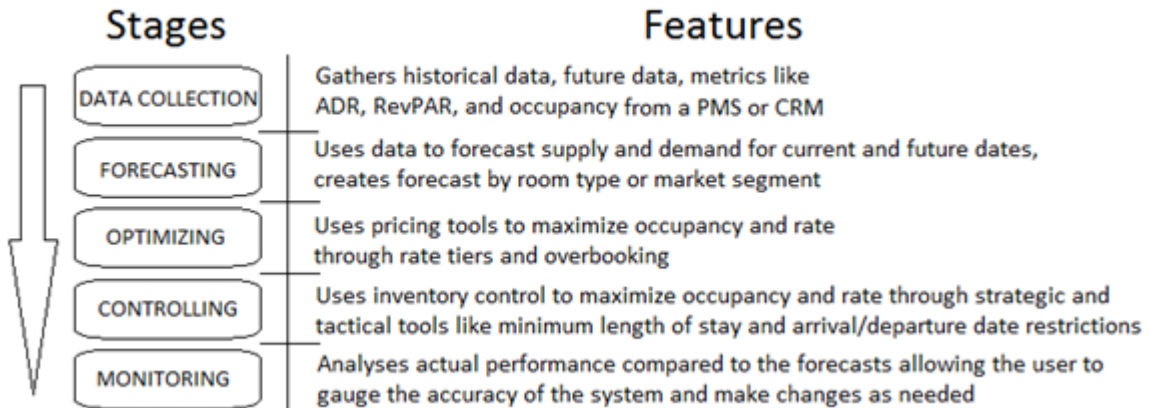 Stages
Features
DATA COLLECTION
Gathers historical data, future data, metrics like
ADR, RevPAR, and occupancy from a PMS or CRM
FORECASTING
Uses data to forecast supply and demand for current and future dates,
creates forecast by room type or market segment
OPTIMIZING
Uses pricing tools to maximize occupancy and rate
through rate tiers and overbooking
CONTROLLING
Uses inventory control to maximize occupancy and rate through strategic and
tactical tools like minimum length of stay and arrival/departure date restrictions
MONITORING
Analyses actual performance compared to the forecasts allowing the user to
gauge the accuracy of the system and make changes as needed